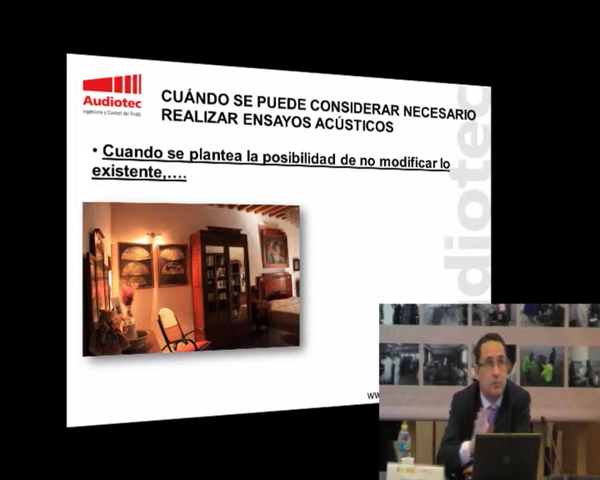 Audiotec
Ingeniería y Control del Ruido
CUÁNDO SE PUEDE CONSIDERAR NECESARIO
REALIZAR ENSAYOS ACÚSTICOS
• Cuando se plantea la posibilidad de no modificar lo
existente,....
diotec